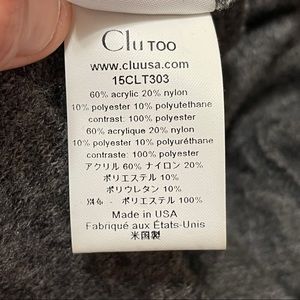 Clu TOO
www.cluusa.com
15CLT303
60% acrylic 20% nylon
10% polyester 10% polyutethane
contrast: 100% polyester
60% acrylique 20% nylon
10% polyester 10% polyuréthane
contraste: 100% polyester
アクリル 60% ナイロン 20%
ポリエステル 10%
ポリウレタン 10%
別布 - ポリエステル 100%
Made in USA
Fabriqué aux États-Unis
米国製